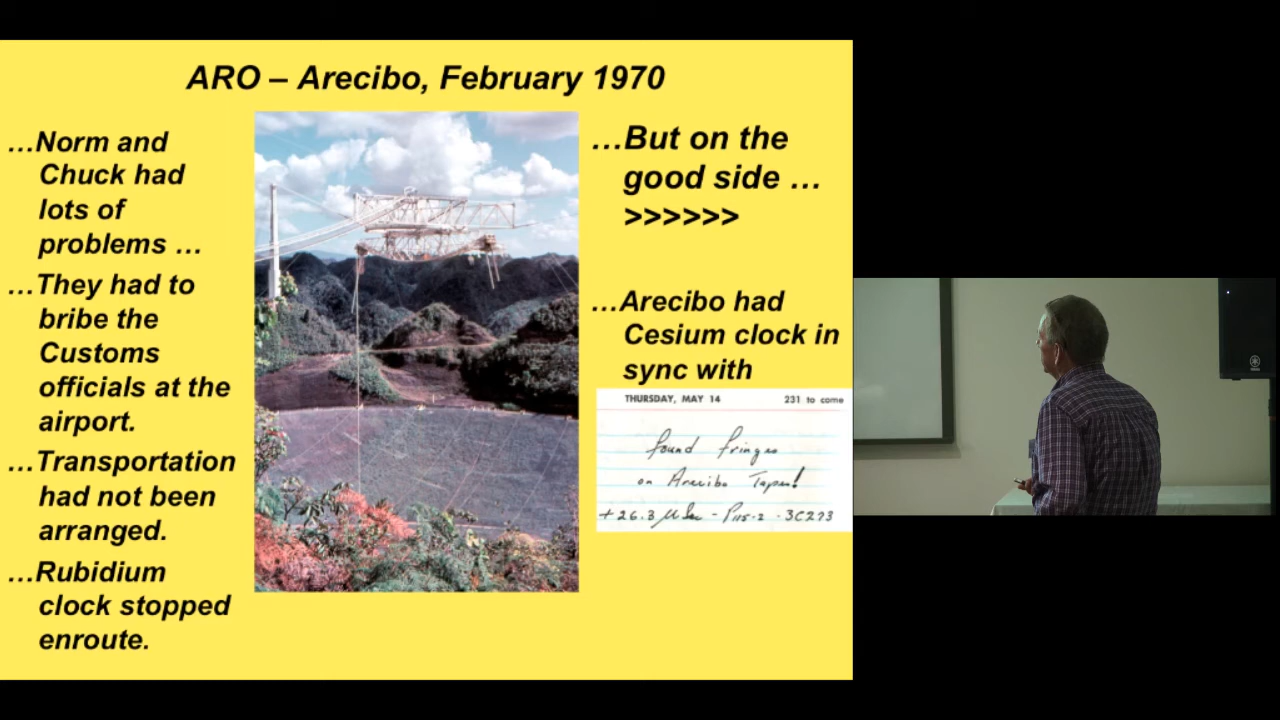 ARO – Arecibo, February 1970
…Norm and
Chuck had
lots of
problems …
…They had to
bribe the
Customs
officials at the
airport.
…Transportation
had not been
arranged.
…Rubidium
clock stopped
enroute.
…But on the
good side …
>>>>>>
…Arecibo had
Cesium clock in
sync with
THURSDAY, MAY 14 231 to come
found fringes
on Arecibo Tapes!
+26.3 μSec - P115-2 - 3C273
YAMAHA